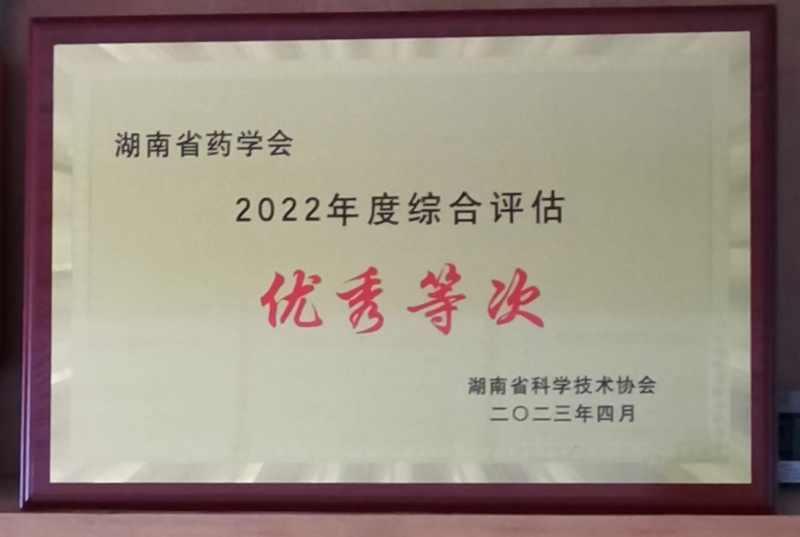 湖南省药学会
2022年度综合评估
优秀等次
湖南省科学技术协会
二〇二三年四月